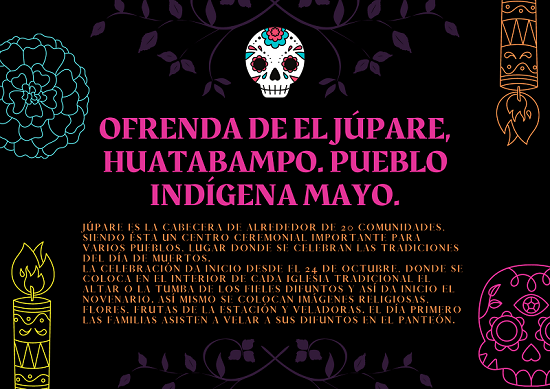 OFRENDA DE EL JÚPARE,
HUATABAMPO. PUEBLO
INDÍGENA MAYO.
JÚPARE ES LA CABECERA DE ALREDEDOR DE 20 COMUNIDADES,
SIENDO ÉSTA UN CENTRO CEREMONIAL IMPORTANTE PARA
VARIOS PUEBLOS, LUGAR DONDE SE CELEBRAN LAS TRADICIONES
DEL DÍA DE MUERTOS.
LA CELEBRACIÓN DA INICIO DESDE EL 24 DE OCTUBRE, DONDE SE
COLOCA EN EL INTERIOR DE CADA IGLESIA TRADICIONAL EL
ALTAR O LA TUMBA DE LOS FIELES DIFUNTOS Y ASÍ DA INICIO EL
NOVENARIO, ASÍ MISMO SE COLOCAN IMÁGENES RELIGIOSAS,
FLORES, FRUTAS DE LA ESTACIÓN Y VELADORAS. EL DÍA PRIMERO
LAS FAMILIAS ASISTEN A VELAR A SUS DIFUNTOS EN EL PANTEÓN.